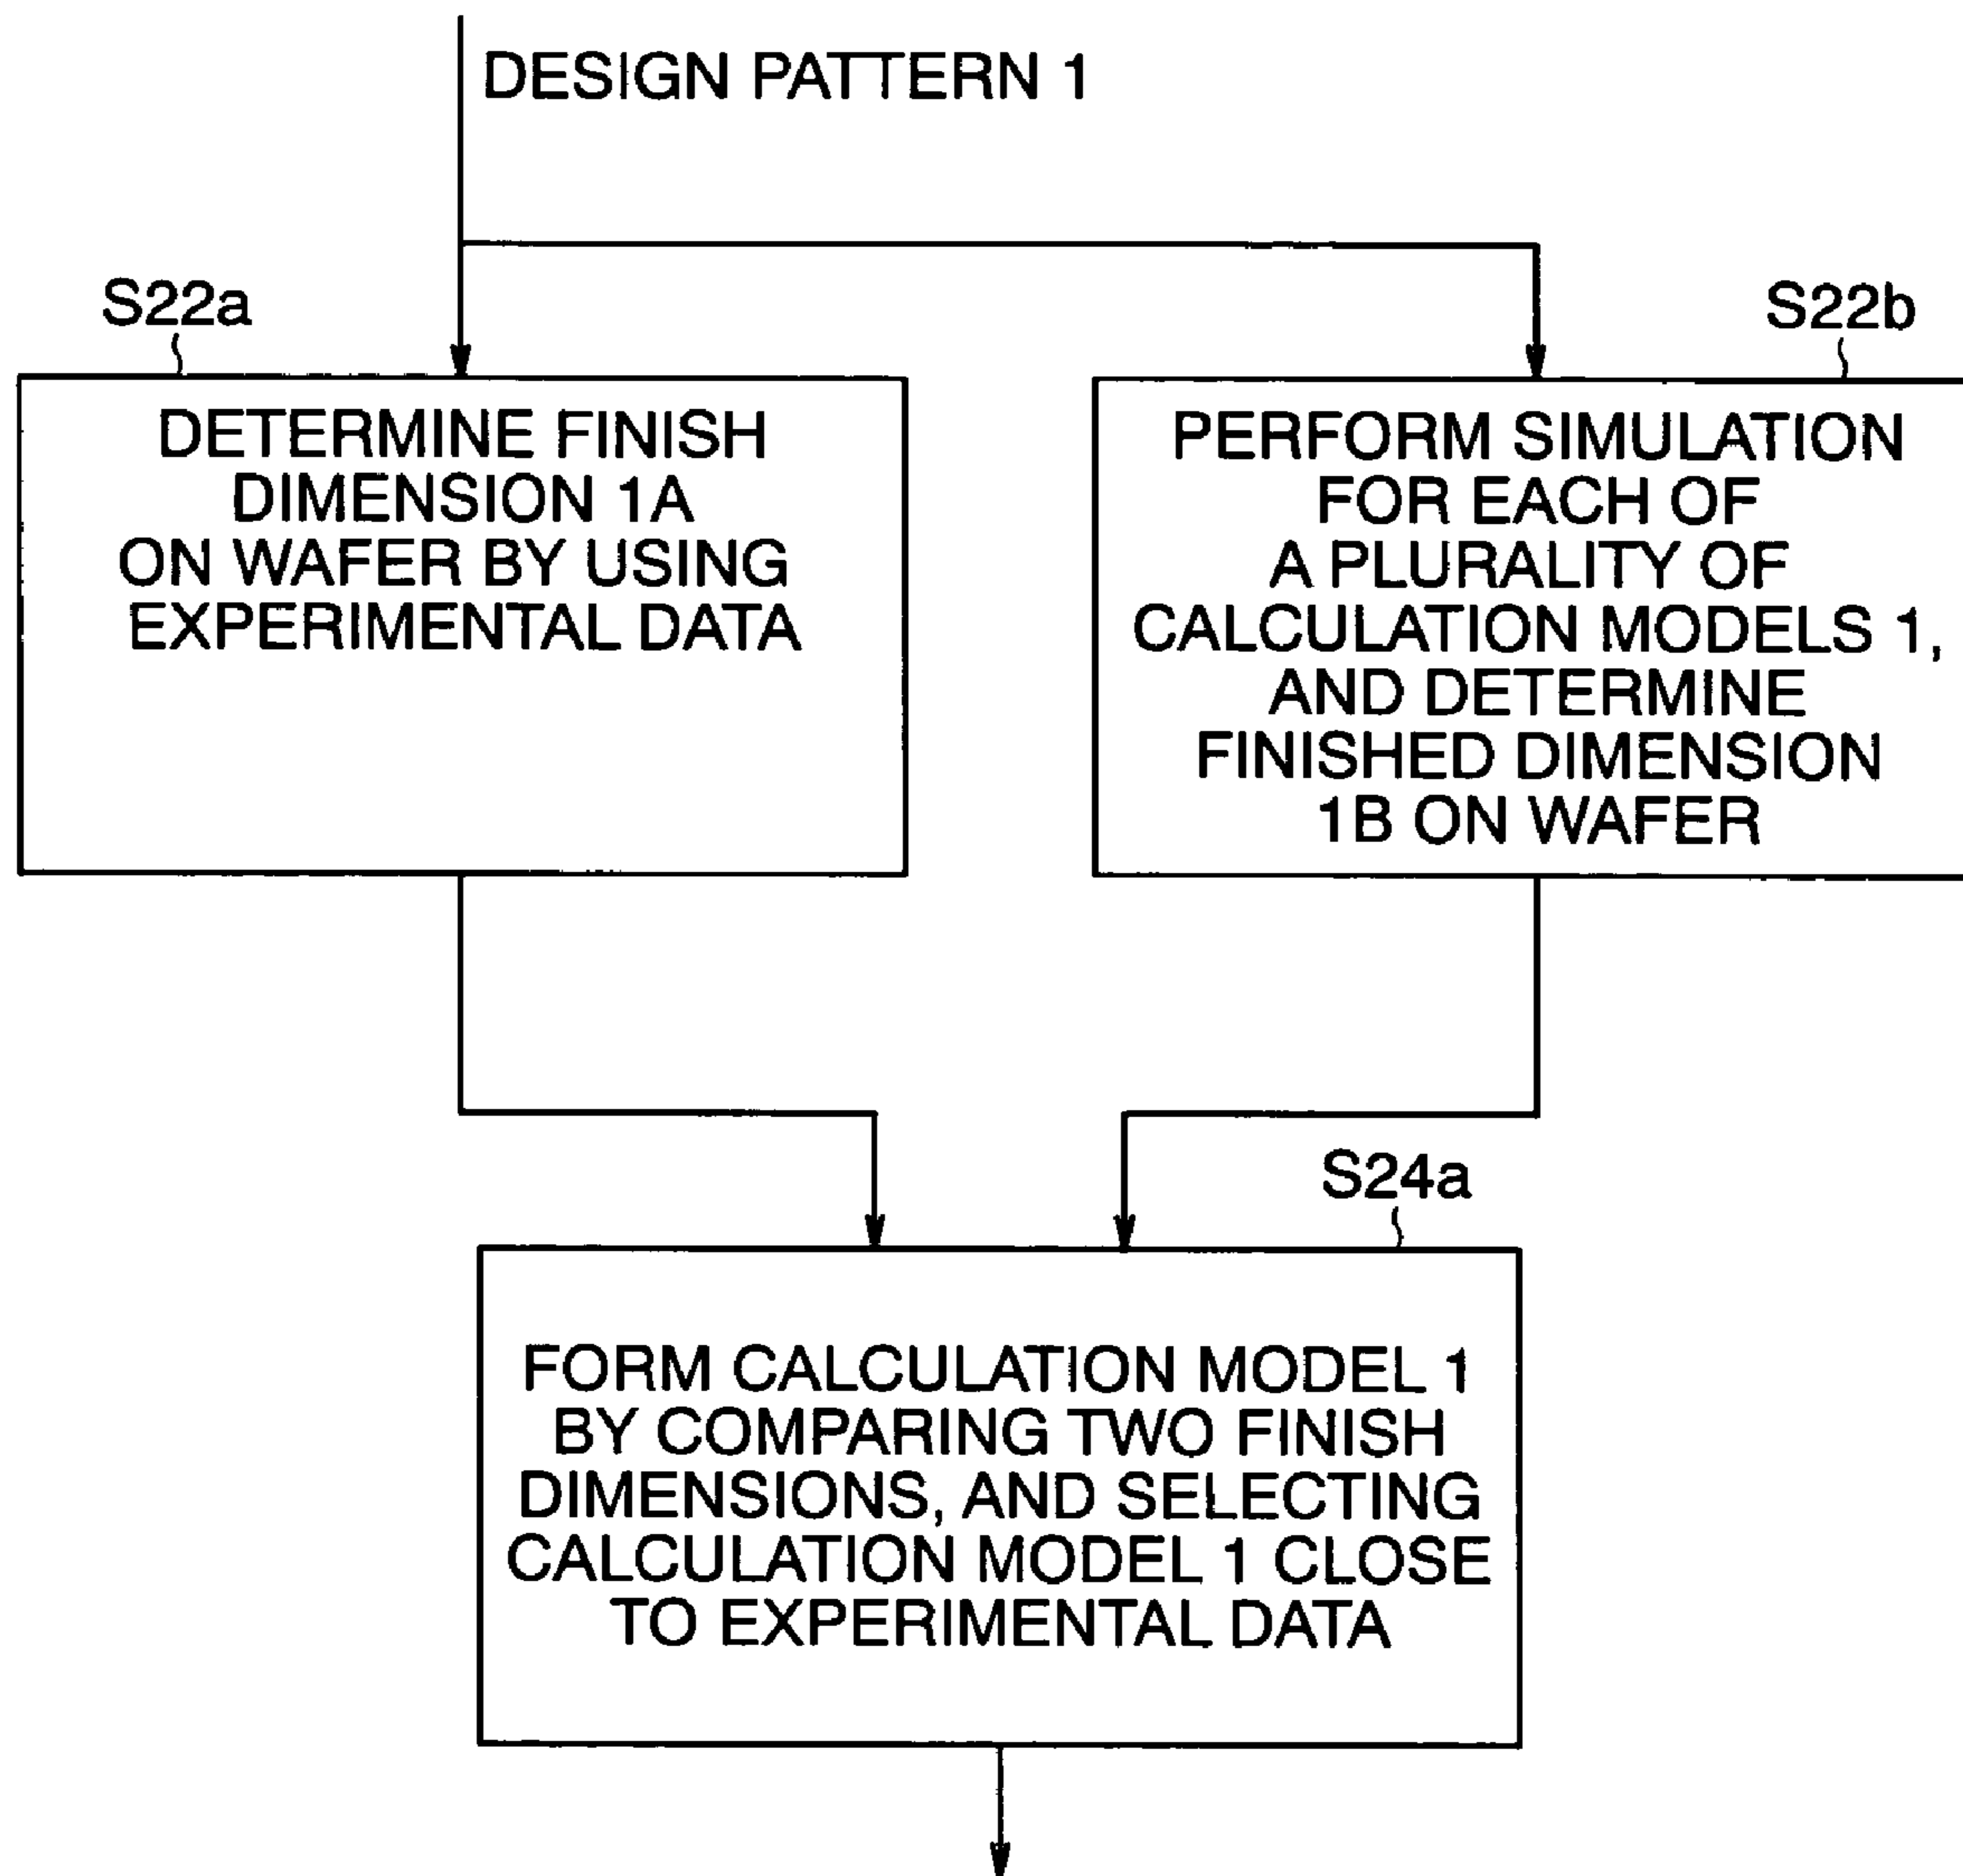 DESIGN PATTERN 1
S22a
DETERMINE FINISH
DIMENSION 1A
ON WAFER BY USING
EXPERIMENTAL DATA
S22b
PERFORM SIMULATION
FOR EACH OF
A PLURALITY OF
CALCULATION MODELS 1,
AND DETERMINE
FINISHED DIMENSION
1B ON WAFER
S24a
FORM CALCULATION MODEL 1
BY COMPARING TWO FINISH
DIMENSIONS, AND SELECTING
CALCULATION MODEL 1 CLOSE
TO EXPERIMENTAL DATA